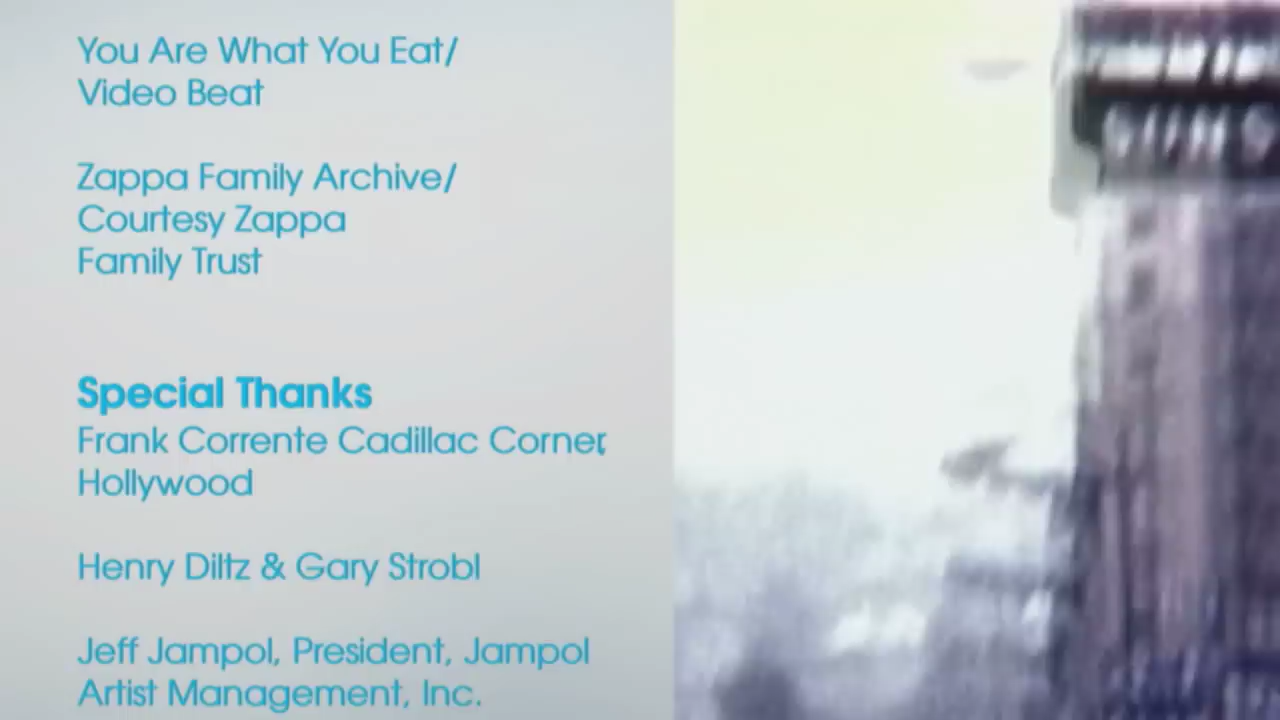 You Are What You Eat/
Video Beat
Zappa Family Archive/
Courtesy Zappa
Family Trust
Special Thanks
Frank Corrente Cadillac Corner,
Hollywood
Henry Diltz & Gary Strobl
Jeff Jampol, President, Jampol
Artist Management, Inc.